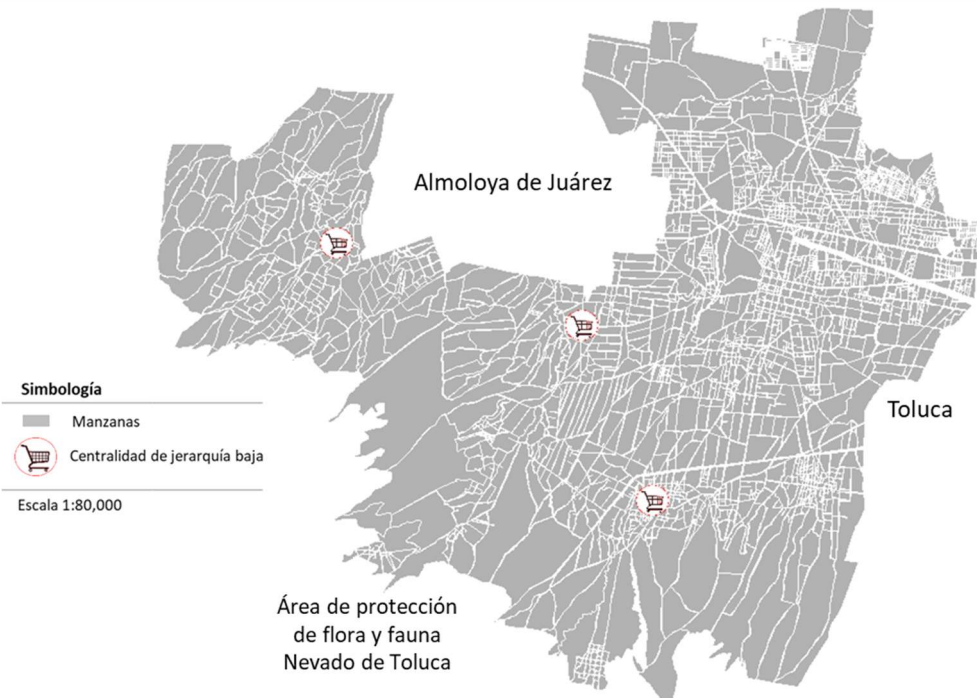 Almoloya de Juárez
Simbología
Manzanas
Centralidad de jerarquía baja
Escala 1:80,000
Toluca
Área de protección
de flora y fauna
Nevado de Toluca